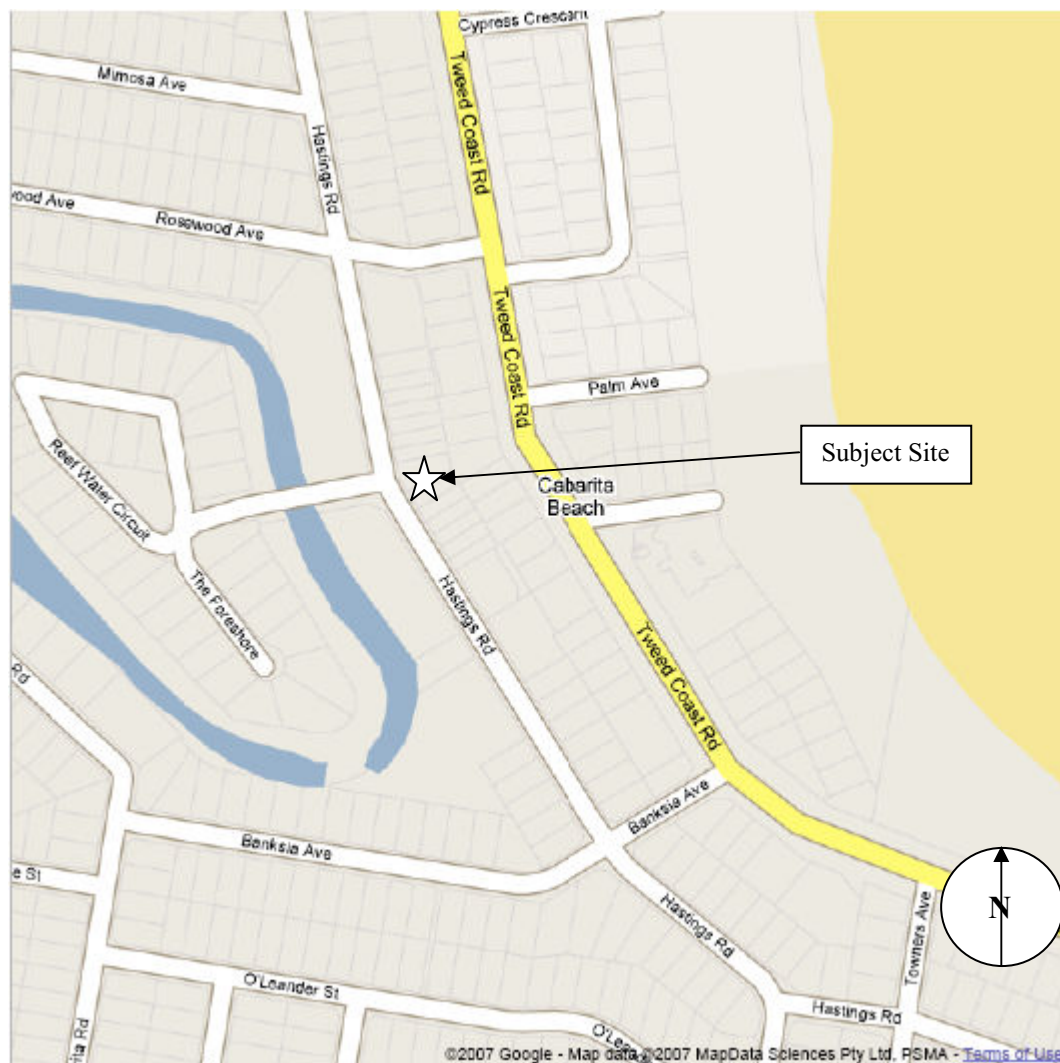 Cypress Crescent
Mimosa Ave
Tweed Coast Rd
Hastings Rd
wood Ave
Rosewood Ave
Tweed Coast Rd
Palm Ave
Subject Site
Cabarita
Beach
Reef Water Circuit
The Foreshore
Hastings Rd
Tweed Coast Rd
Rd
Banksia Ave
Banksia Ave
e St
N
Hastings Rd
Towners Ave
O'Leander St
Hastings Rd
rita Rd
O'Lea
©2007 Google - Map data ©2007 MapData Sciences Pty Ltd, PSMA - Terms of Use